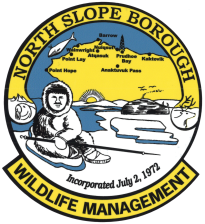 NORTH SLOPE BOROUGH
Barrow
Wainwright
Nuiqsut
Atqasuk
Prudhoe
Bay
Kaktovik
Point Lay
Point Hope
Anaktuvuk Pass
Incorporated July 2, 1972
WILDLIFE MANAGEMENT